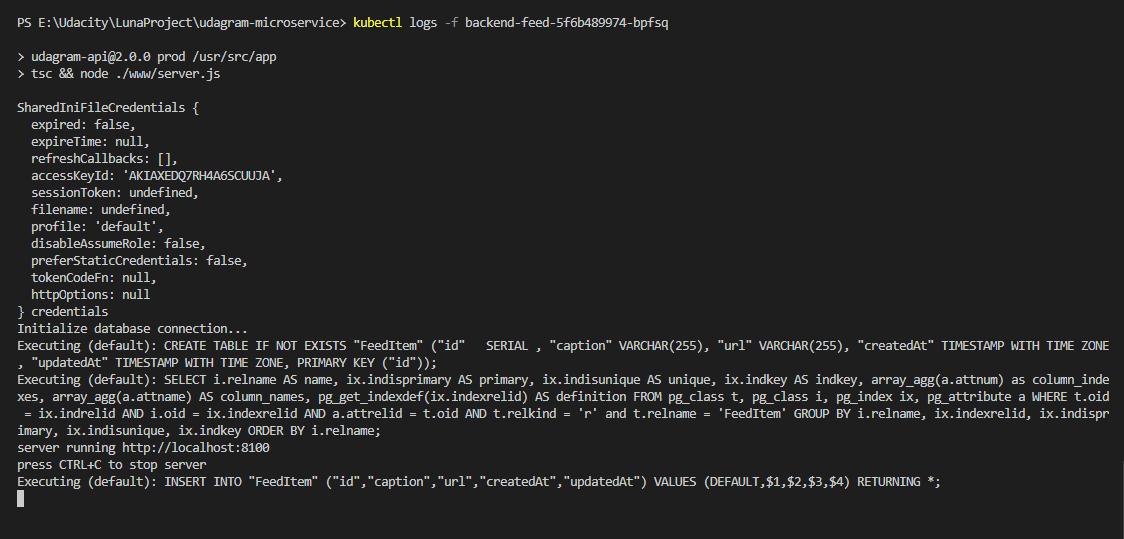 PS E:\Udacity\LunaProject\udagram-microservice> kubectl logs -f backend-feed-5f6b489974-bpfsq
> udagram-api@2.0.0 prod /usr/src/app
> tsc && node ./www/server.js
SharedIniFileCredentials {
  expired: false,
  expireTime: null,
  refreshCallbacks: [],
  accessKeyId: 'AKIAXEDQ7RH4A6SCUUJA',
  sessionToken: undefined,
  filename: undefined,
  profile: 'default',
  disableAssumeRole: false,
  preferStaticCredentials: false,
  tokenCodeFn: null,
  httpOptions: null
} credentials
Initialize database connection...
Executing (default): CREATE TABLE IF NOT EXISTS "FeedItem" ("id"   SERIAL , "caption" VARCHAR(255), "url" VARCHAR(255), "createdAt" TIMESTAMP WITH TIME ZONE
, "updatedAt" TIMESTAMP WITH TIME ZONE, PRIMARY KEY ("id"));
Executing (default): SELECT i.relname AS name, ix.indisprimary AS primary, ix.indisunique AS unique, ix.indkey AS indkey, array_agg(a.attnum) as column_inde
xes, array_agg(a.attname) AS column_names, pg_get_indexdef(ix.indexrelid) AS definition FROM pg_class t, pg_class i, pg_index ix, pg_attribute a WHERE t.oid
 = ix.indrelid AND i.oid = ix.indexrelid AND a.attrelid = t.oid AND t.relkind = 'r' and t.relname = 'FeedItem' GROUP BY i.relname, ix.indexrelid, ix.indispr
imary, ix.indisunique, ix.indkey ORDER BY i.relname;
server running http://localhost:8100
press CTRL+C to stop server
Executing (default): INSERT INTO "FeedItem" ("id","caption","url","createdAt","updatedAt") VALUES (DEFAULT,$1,$2,$3,$4) RETURNING *;